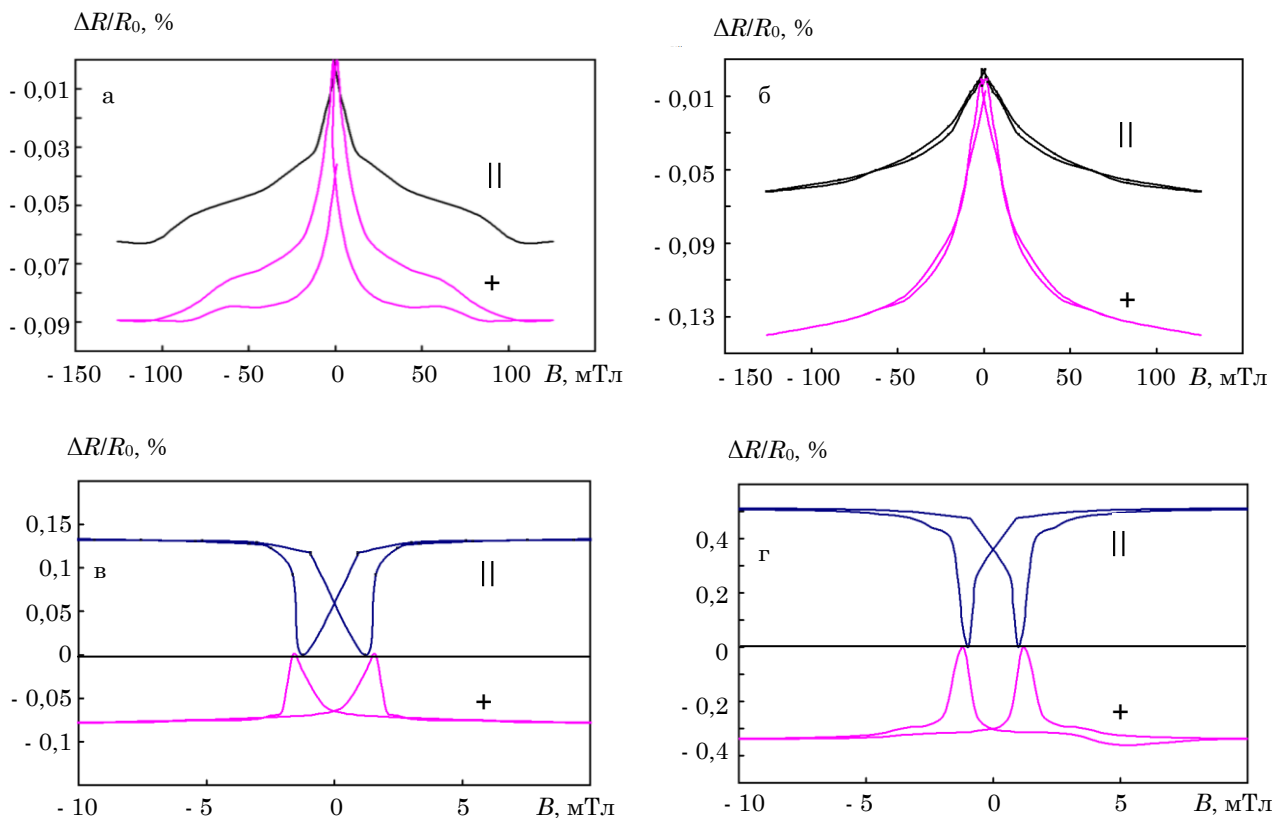 ΔR/R₀, %
- 0,01
- 0,03
- 0,05
- 0,07
- 0,09
а
||
+
- 150 - 100 - 50 0 50 100 B, мТл
ΔR/R₀, %
- 0,01
- 0,05
- 0,09
- 0,13
б
||
+
- 150 - 100 - 50 0 50 100 B, мТл
ΔR/R₀, %
0,15
0,1
0,05
0
- 0,05
- 0,1
в
||
+
- 10 - 5 0 5 B, мТл
ΔR/R₀, %
0,4
0,2
0
- 0,2
- 0,4
г
||
+
- 10 - 5 0 5 B, мТл